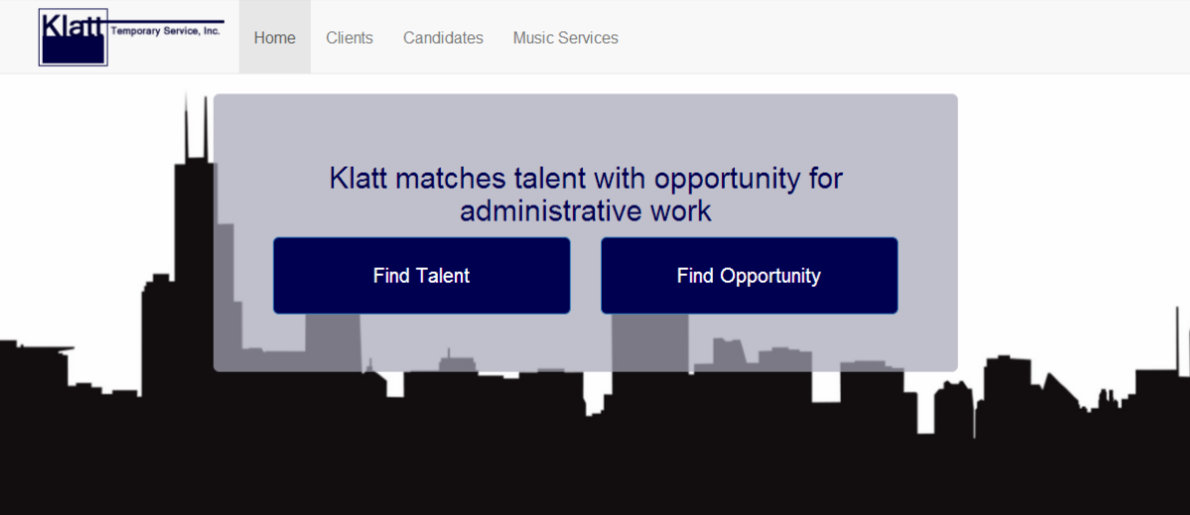 Klatt Temporary Service, Inc.
Home Clients Candidates Music Services
Klatt matches talent with opportunity for
administrative work
Find Talent Find Opportunity